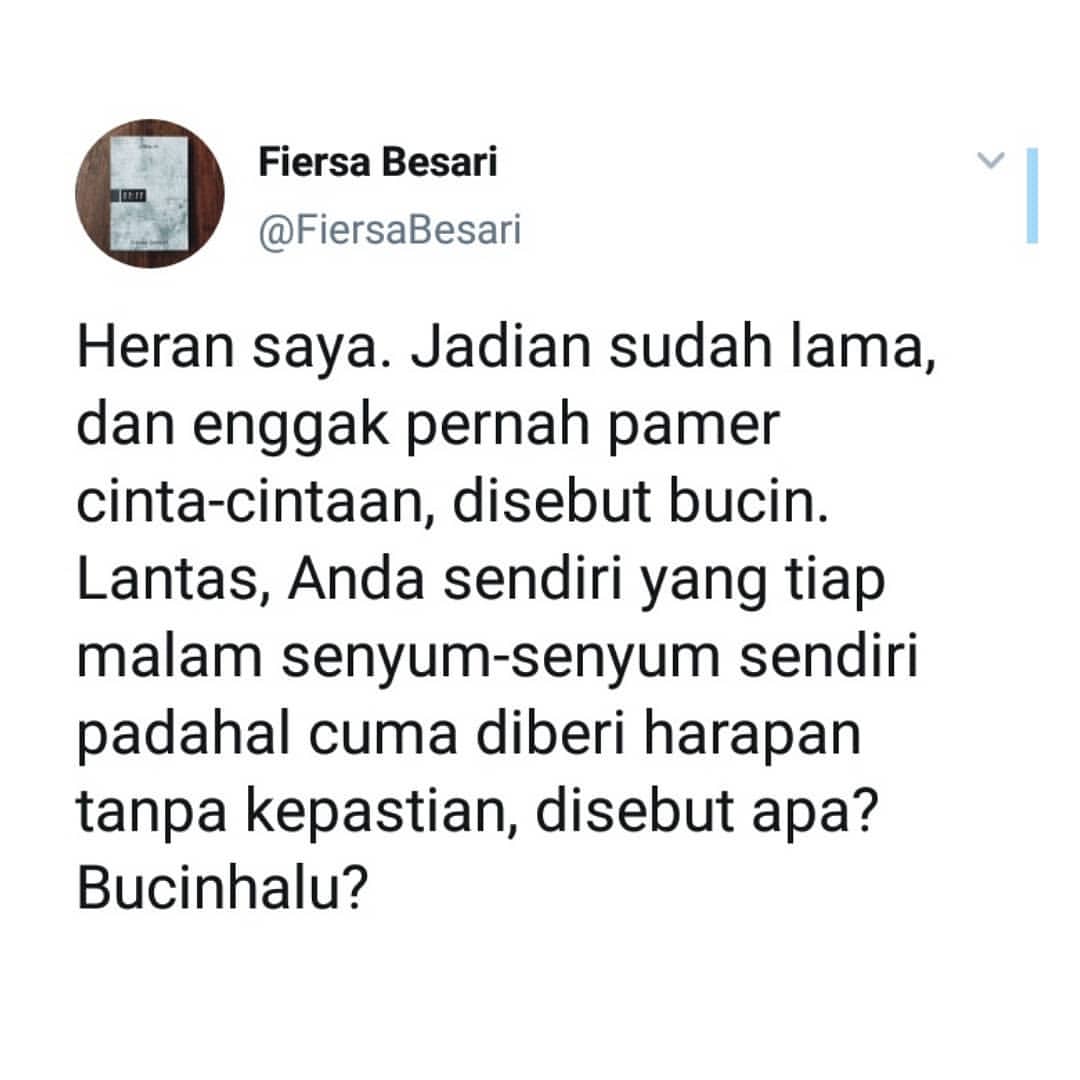 Fiersa Besari
@FiersaBesari
Heran saya. Jadian sudah lama,
dan enggak pernah pamer
cinta-cintaan, disebut bucin.
Lantas, Anda sendiri yang tiap
malam senyum-senyum sendiri
padahal cuma diberi harapan
tanpa kepastian, disebut apa?
Bucinhalu?